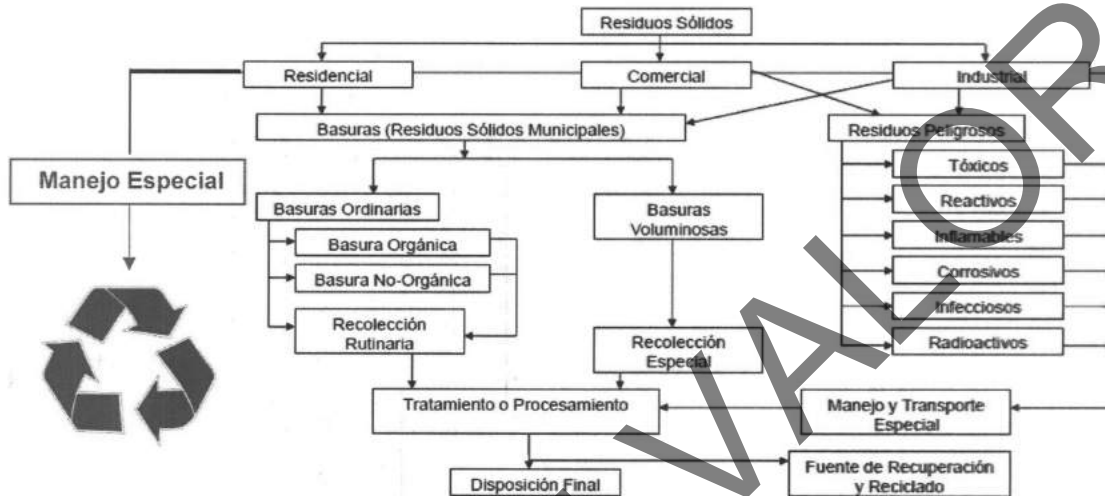 Residuos Sólidos
Residencial
Comercial
Industrial
Basuras (Residuos Sólidos Municipales)
Residuos Peligrosos
Manejo Especial
Basuras Ordinarias
Basura Orgánica
Basura No-Orgánica
Recolección
Rutinaria
Basuras
Voluminosas
Recolección
Especial
Tóxicos
Reactivos
Inflamables
Corrosivos
Infecciosos
Radioactivos
Tratamiento o Procesamiento
Manejo y Transporte
Especial
Disposición Final
Fuente de Recuperación
y Reciclado
VALOR